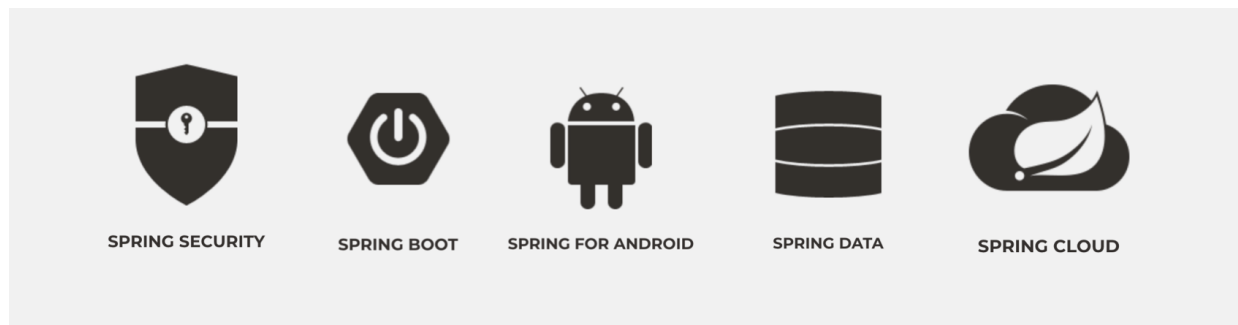 SPRING SECURITY
SPRING BOOT
SPRING FOR ANDROID
SPRING DATA
SPRING CLOUD